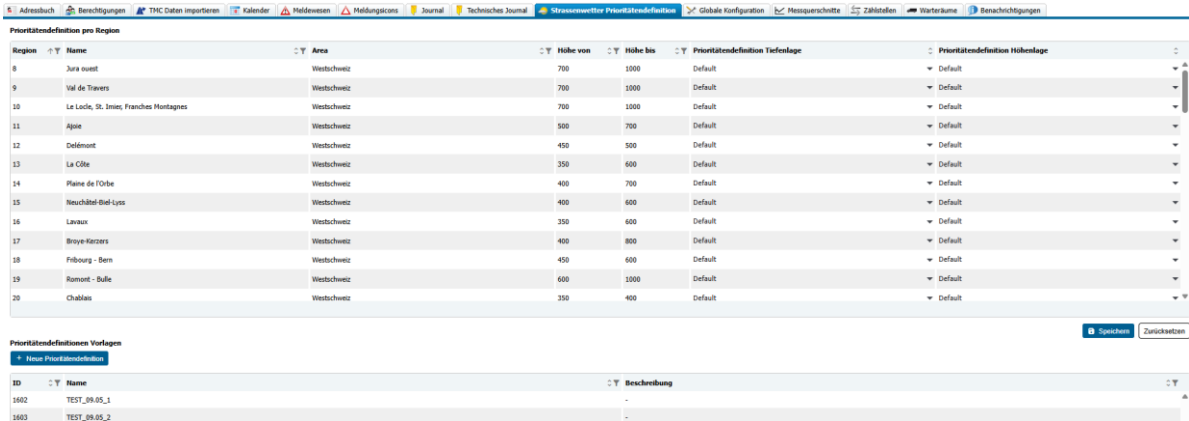 Adressbuch Berechtigungen TMC Daten importieren Kalender Meldewesen Meldungsicons Journal Technisches Journal Strassenwetter Prioritätendefinition Globale Konfiguration Messquerschnitte Zählstellen Warteräume Benachrichtigungen
Prioritätendefinition pro Region
Region Name Area Höhe von Höhe bis Prioritätendefinition Tiefenlage Prioritätendefinition Höhenlage
8 Jura ouest Westschweiz 700 1000 Default Default
9 Val de Travers Westschweiz 700 1000 Default Default
10 Le Locle, St. Imier, Franches Montagnes Westschweiz 700 1000 Default Default
11 Ajoie Westschweiz 500 700 Default Default
12 Delémont Westschweiz 450 500 Default Default
13 La Côte Westschweiz 350 600 Default Default
14 Plaine de l'Orbe Westschweiz 400 700 Default Default
15 Neuchâtel-Biel-Lyss Westschweiz 400 600 Default Default
16 Lavaux Westschweiz 350 600 Default Default
17 Broye-Kerzers Westschweiz 400 800 Default Default
18 Fribourg - Bern Westschweiz 450 600 Default Default
19 Romont - Bulle Westschweiz 600 1000 Default Default
20 Chablais Westschweiz 350 400 Default Default
Speichern Zurücksetzen
Prioritätendefinitionen Vorlagen
+ Neue Prioritätendefinition
ID Name Beschreibung
1602 TEST_09.05_1 -
1603 TEST_09.05_2 -